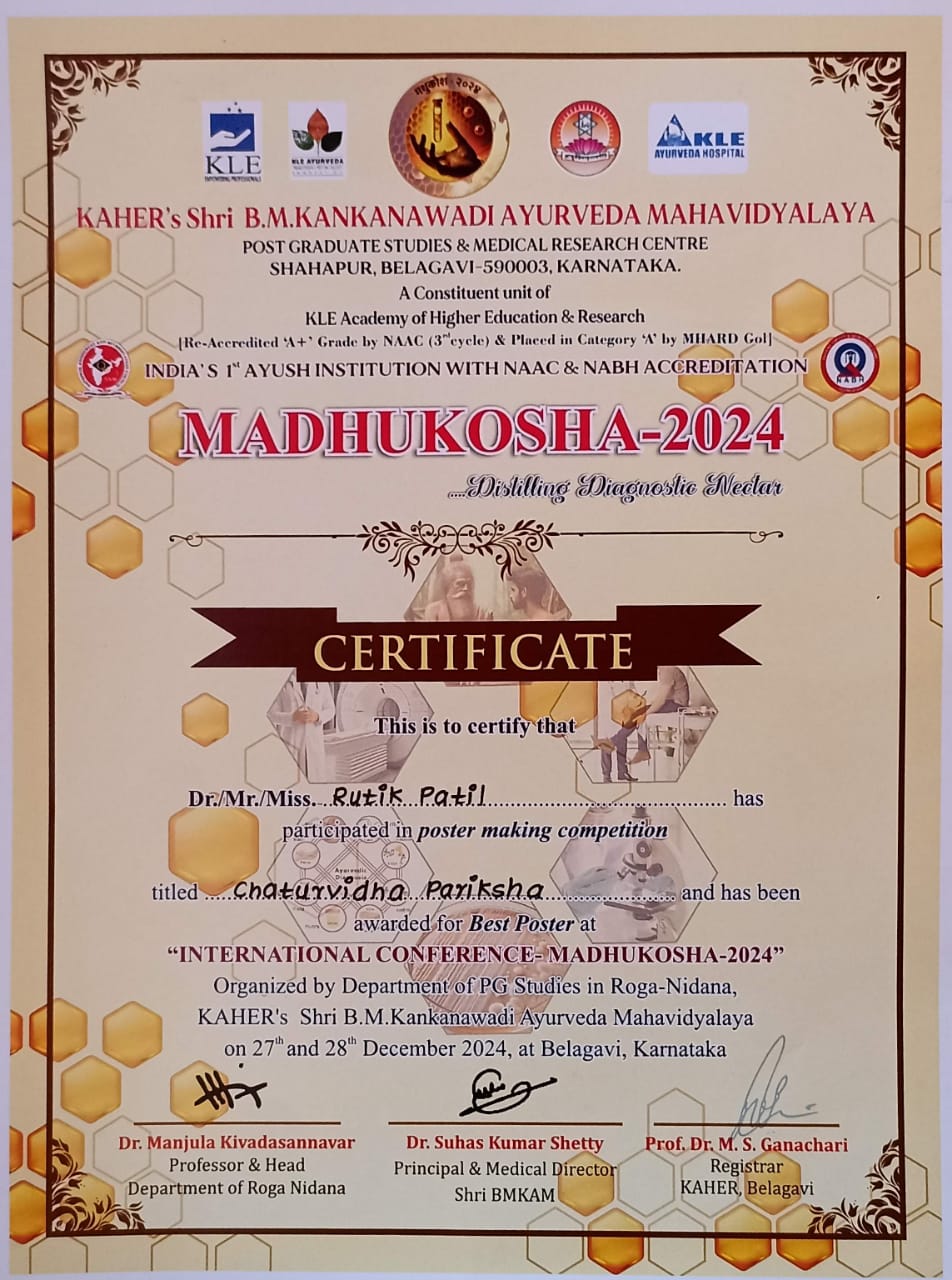 मधुकोश - २०२४
KLE
EMPOWERING PROFESSIONALS
KLE AYURVEDA
KLE
AYURVEDA HOSPITAL
KAHER's Shri B.M.KANKANAWADI AYURVEDA MAHAVIDYALAYA
POST GRADUATE STUDIES & MEDICAL RESEARCH CENTRE
SHAHAPUR, BELAGAVI-590003, KARNATAKA.
A Constituent unit of
KLE Academy of Higher Education & Research
[Re-Accredited 'A+' Grade by NAAC (3rd cycle) & Placed in Category 'A' by MHARD GoI]
INDIA'S 1st AYUSH INSTITUTION WITH NAAC & NABH ACCREDITATION
NABH
MADHUKOSHA-2024
....Distilling Diagnostic Nectar
CERTIFICATE
This is to certify that
Dr./Mr./Miss. Rutik Patil has
participated in poster making competition
Ayurvedic
titled Chaturvidha Pariksha and has been
awarded for Best Poster at
“INTERNATIONAL CONFERENCE- MADHUKOSHA-2024”
Organized by Department of PG Studies in Roga-Nidana,
KAHER's Shri B.M.Kankanawadi Ayurveda Mahavidyalaya
on 27th and 28th December 2024, at Belagavi, Karnataka
Dr. Manjula Kivadasannavar
Professor & Head
Department of Roga Nidana
Dr. Suhas Kumar Shetty
Principal & Medical Director
Shri BMKAM
Prof. Dr. M. S. Ganachari
Registrar
KAHER, Belagavi